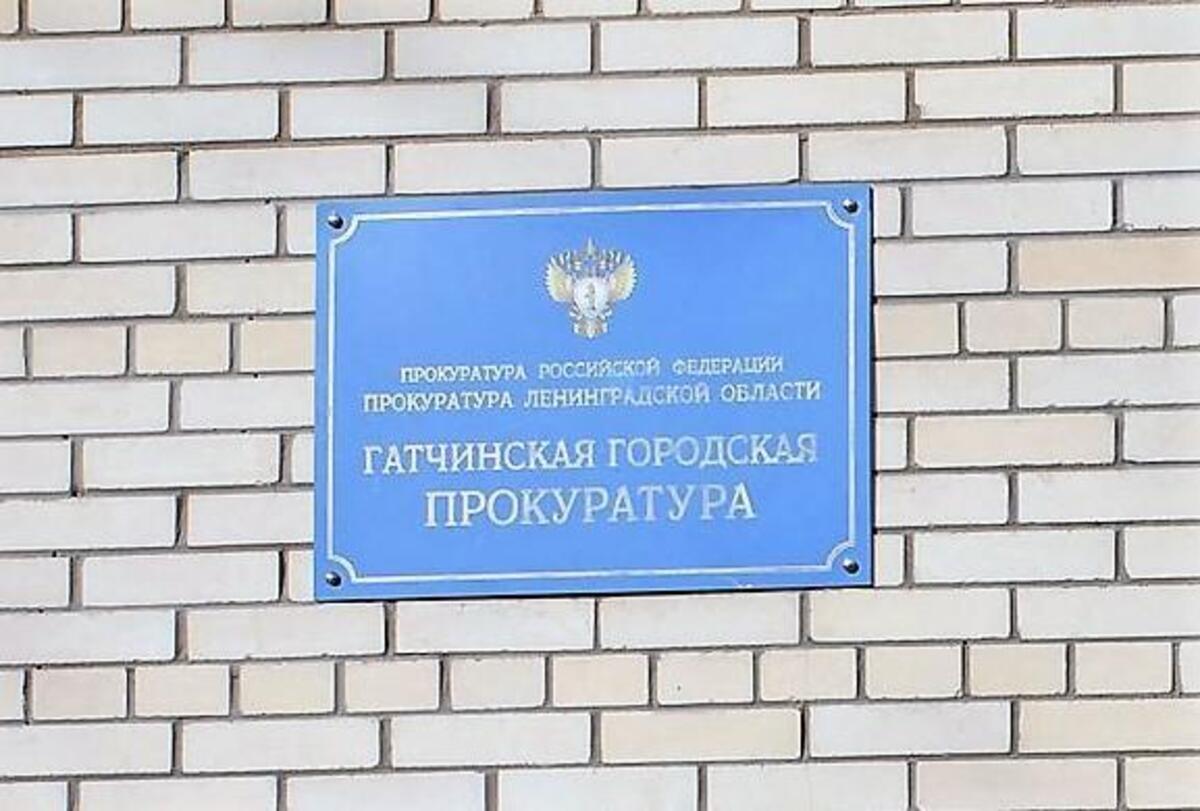 ПРОКУРАТУРА РОССИЙСКОЙ ФЕДЕРАЦИИ
ПРОКУРАТУРА ЛЕНИНГРАДСКОЙ ОБЛАСТИ
ГАТЧИНСКАЯ ГОРОДСКАЯ
ПРОКУРАТУРА